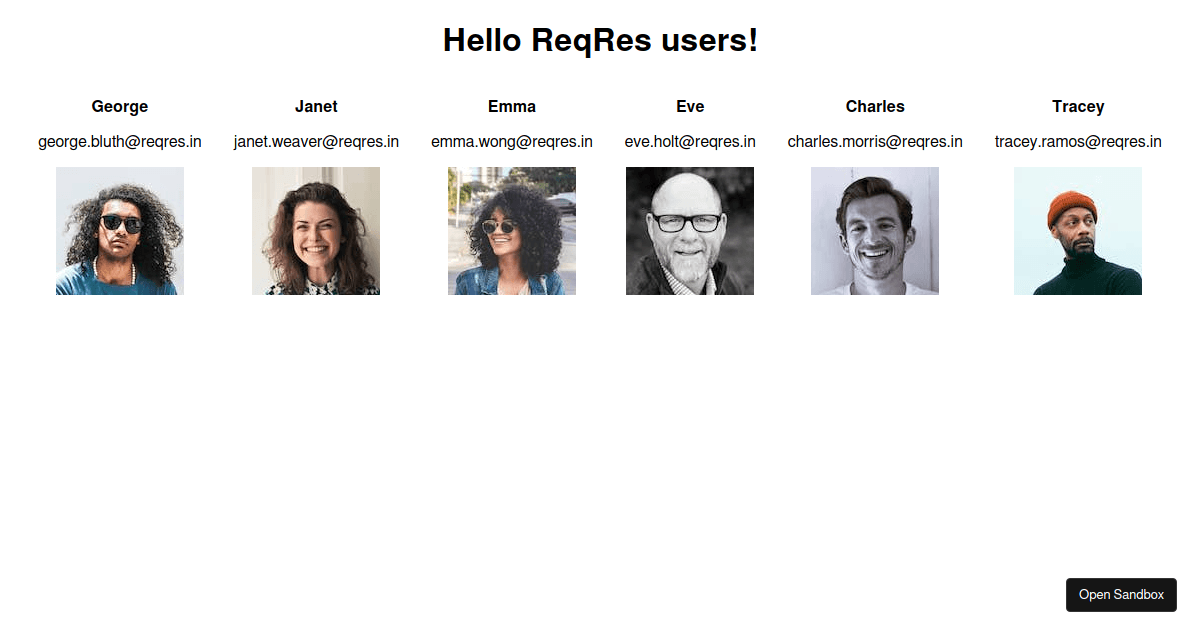 Hello ReqRes users!
George
Janet
Emma
Eve
Charles
Tracey
george.bluth@reqres.in
janet.weaver@reqres.in
emma.wong@reqres.in
eve.holt@reqres.in
charles.morris@reqres.in
tracey.ramos@reqres.in
Open Sandbox